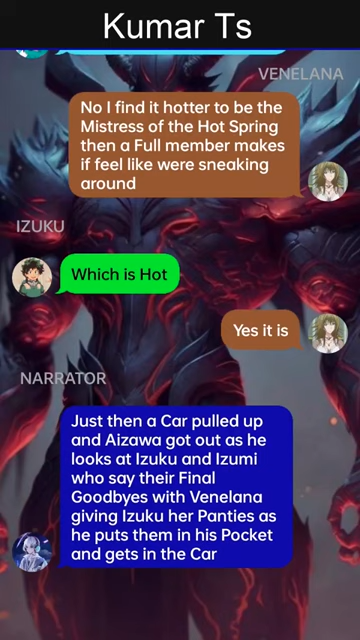 Kumar Ts
VENELANA
No I find it hotter to be the
Mistress of the Hot Spring
then a Full member makes
if feel like were sneaking
around
IZUKU
Which is Hot
Yes it is
NARRATOR
Just then a Car pulled up
and Aizawa got out as he
looks at Izuku and Izumi
who say their Final
Goodbyes with Venelana
giving Izuku her Panties as
he puts them in his Pocket
and gets in the Car